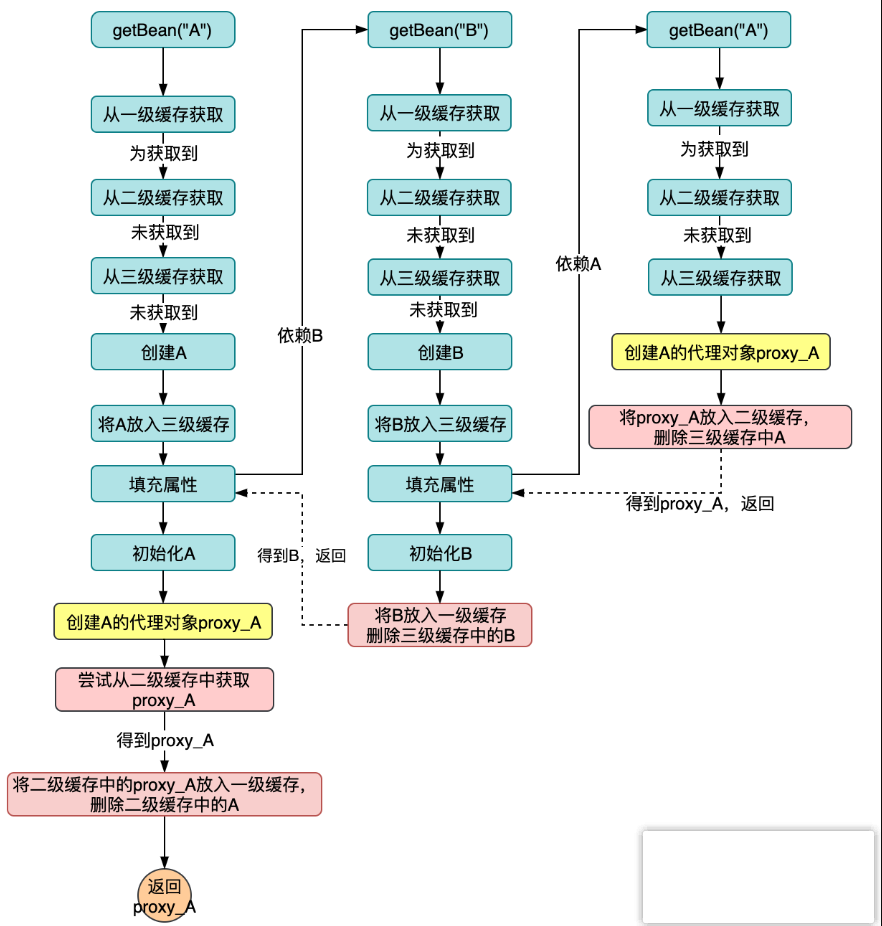 getBean("A")
从一级缓存获取
为获取到
从二级缓存获取
未获取到
从三级缓存获取
未获取到
创建A
将A放入三级缓存
填充属性
初始化A
创建A的代理对象proxy_A
尝试从二级缓存中获取
proxy_A
得到proxy_A
将二级缓存中的proxy_A放入一级缓存，
删除二级缓存中的A
返回
proxy_A
依赖B
得到B，返回
getBean("B")
从一级缓存获取
为获取到
从二级缓存获取
未获取到
从三级缓存获取
未获取到
创建B
将B放入三级缓存
填充属性
初始化B
将B放入一级缓存
删除三级缓存中的B
依赖A
getBean("A")
从一级缓存获取
为获取到
从二级缓存获取
未获取到
从三级缓存获取
创建A的代理对象proxy_A
将proxy_A放入二级缓存，
删除三级缓存中A
得到proxy_A，返回